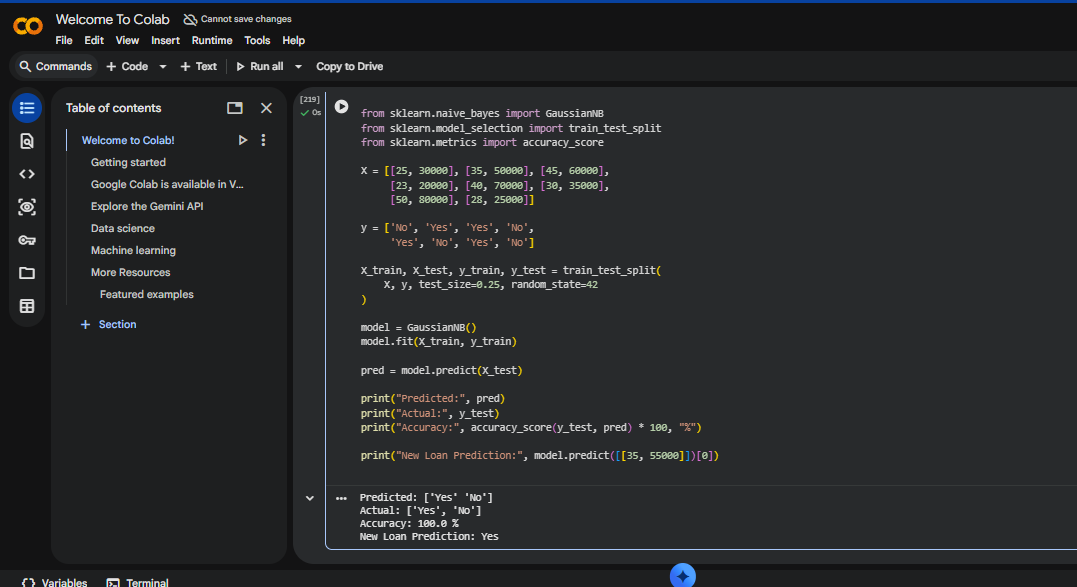 Welcome To Colab Cannot save changes
File Edit View Insert Runtime Tools Help
Commands + Code + Text Run all Copy to Drive
Table of contents
Welcome to Colab!
Getting started
Google Colab is available in V...
Explore the Gemini API
Data science
Machine learning
More Resources
Featured examples
+ Section
[219]
0s
from sklearn.naive_bayes import GaussianNB
from sklearn.model_selection import train_test_split
from sklearn.metrics import accuracy_score
X = [[25, 30000], [35, 50000], [45, 60000],
[23, 20000], [40, 70000], [30, 35000],
[50, 80000], [28, 25000]]
y = ['No', 'Yes', 'Yes', 'No',
'Yes', 'No', 'Yes', 'No']
X_train, X_test, y_train, y_test = train_test_split(
X, y, test_size=0.25, random_state=42
)
model = GaussianNB()
model.fit(X_train, y_train)
pred = model.predict(X_test)
print("Predicted:", pred)
print("Actual:", y_test)
print("Accuracy:", accuracy_score(y_test, pred) * 100, "%")
print("New Loan Prediction:", model.predict([[35, 55000]])[0])
Predicted: ['Yes' 'No']
Actual: ['Yes', 'No']
Accuracy: 100.0 %
New Loan Prediction: Yes
Variables Terminal